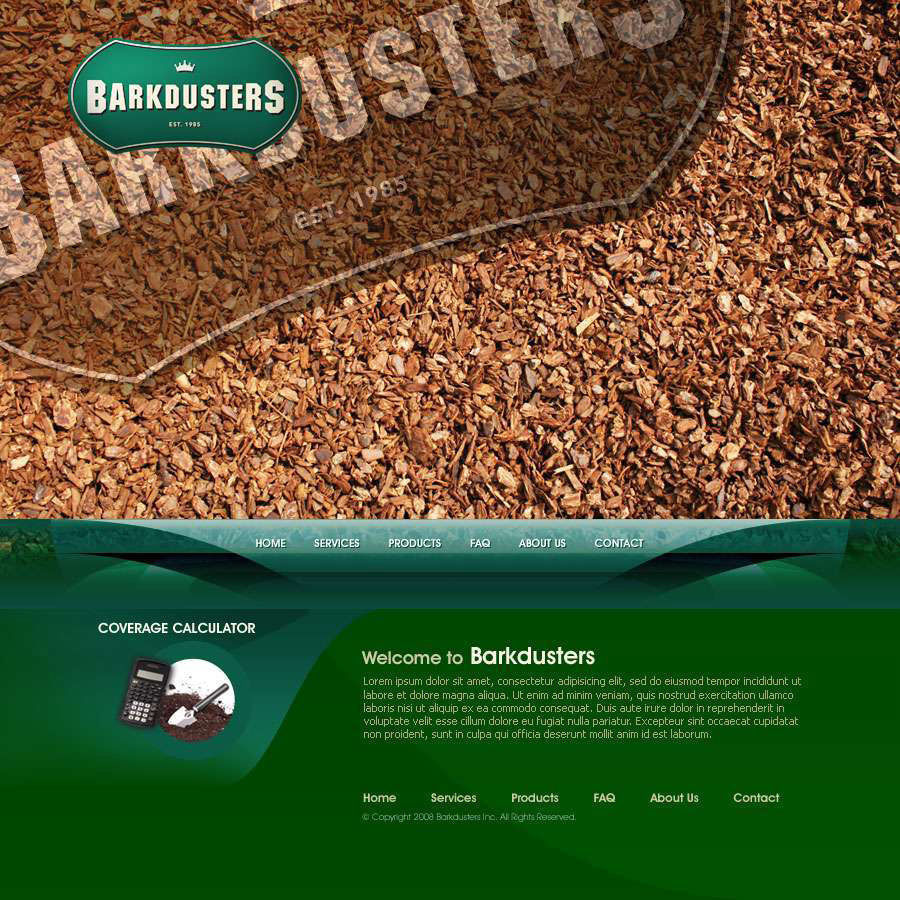 BARKDUSTERS
EST. 1985
BARKDUSTERS
EST. 1985
HOME SERVICES PRODUCTS FAQ ABOUT US CONTACT
COVERAGE CALCULATOR
Welcome to Barkdusters
Lorem ipsum dolor sit amet, consectetur adipisicing elit, sed do eiusmod tempor incididunt ut
labore et dolore magna aliqua. Ut enim ad minim veniam, quis nostrud exercitation ullamco
laboris nisi ut aliquip ex ea commodo consequat. Duis aute irure dolor in reprehenderit in
voluptate velit esse cillum dolore eu fugiat nulla pariatur. Excepteur sint occaecat cupidatat
non proident, sunt in culpa qui officia deserunt mollit anim id est laborum.
Home Services Products FAQ About Us Contact
© Copyright 2008 Barkdusters Inc. All Rights Reserved.